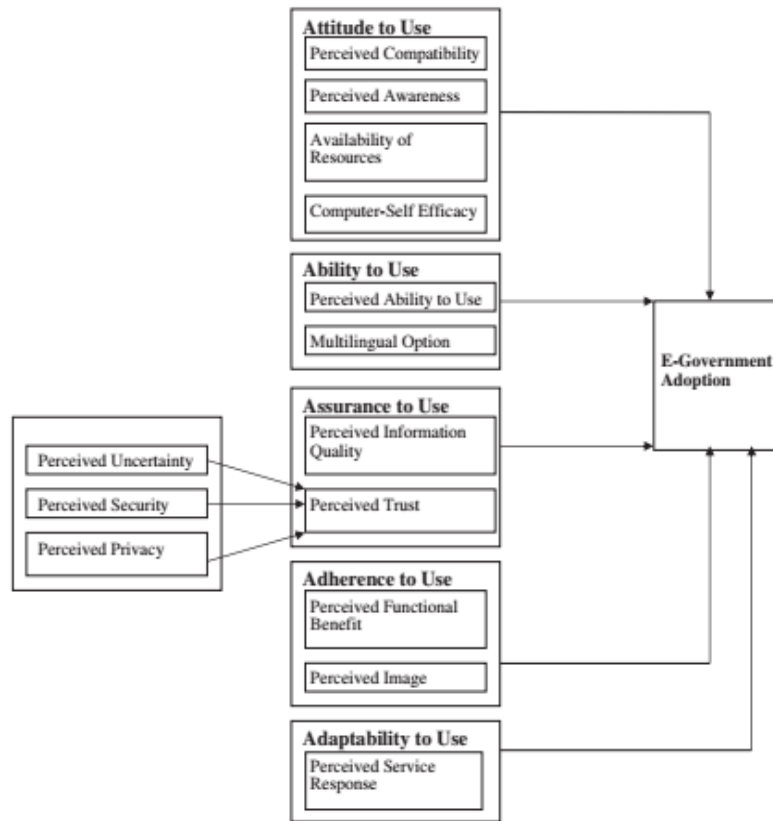 Attitude to Use
Perceived Compatibility
Perceived Awareness
Availability of
Resources
Computer-Self Efficacy
Ability to Use
Perceived Ability to Use
Multilingual Option
E-Government
Adoption
Assurance to Use
Perceived Information
Quality
Perceived Trust
Perceived Uncertainty
Perceived Security
Perceived Privacy
Adherence to Use
Perceived Functional
Benefit
Perceived Image
Adaptability to Use
Perceived Service
Response